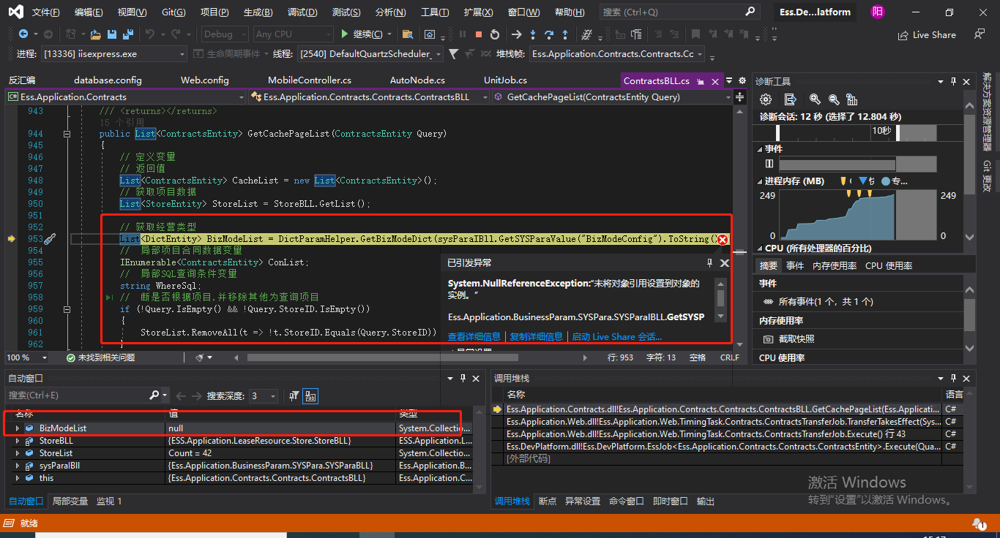 文件(F) 编辑(E) 视图(V) Git(G) 项目(P) 生成(B) 调试(D) 测试(S) 分析(N) 工具(T) 扩展(X) 窗口(W) 帮助(H) 搜索 (Ctrl+Q) Ess.De...latform 阳
Debug Any CPU 继续(C) Live Share
进程: [13336] iisexpress.exe 生命周期事件 线程: [2540] DefaultQuartzScheduler_ 堆栈帧: Ess.Application.Contracts.Contracts.Cc
反汇编 database.config Web.config MobileController.cs AutoNode.cs UnitJob.cs ContractsBLL.cs
Ess.Application.Contracts Ess.Application.Contracts.Contracts.ContractsBLL GetCachePageList(ContractsEntity Query)
943 /// <returns></returns>
15 个引用
944 public List<ContractsEntity> GetCachePageList(ContractsEntity Query)
945 {
946 // 定义变量
947 // 返回值
948 List<ContractsEntity> CacheList = new List<ContractsEntity>();
949 // 获取项目数据
950 List<StoreEntity> StoreList = StoreBLL.GetList();
951
952 // 获取经营类型
953 List<DictEntity> BizModeList = DictParamHelper.GetBizModeDict(sysParaIBll.GetSYSParaValue("BizModeConfig").ToString()
954 // 局部项目合同数据变量
955 IEnumerable<ContractsEntity> ConList;
956 // 局部SQL查询条件变量
957 string WhereSql;
958 // 断是否根据项目,并移除其他为查询项目
959 if (!Query.IsEmpty() && !Query.StoreID.IsEmpty())
960 {
961 StoreList.RemoveAll(t => !t.StoreID.Equals(Query.StoreID))
962 }
已引发异常
System.NullReferenceException:“未将对象引用设置到对象的
实例。”
Ess.Application.BusinessParam.SYSPara.SYSParaIBLL.GetSYSP
查看详细信息 | 复制详细信息 | 启动 Live Share 会话...
100 % 未找到相关问题 行: 953 字符: 13 空格 CRLF
诊断工具
诊断会话: 12 秒 (选择了 12.804 秒)
10秒
事件
进程内存 (MB) 专...
249 249
0 0
CPU (所有处理器的百分比)
摘要 事件 内存使用率 CPU 使用率
事件
所有事件(1 个，共 1 个)
内存使用率
截取快照
CPU 使用率
解决方案资源管理器
Git 更改
自动窗口
搜索(Ctrl+E) 搜索深度: 3
名称 值 类型
BizModeList null System.Collectio...
StoreBLL {ESS.Application.LeaseResource.Store.StoreBLL} ESS.Application.L...
StoreList Count = 42 System.Collectio...
sysParaIBll {Ess.Application.BusinessParam.SYSPara.SYSParaBLL} Ess.Application.B...
this {Ess.Application.Contracts.Contracts.ContractsBLL} Ess.Application.C...
自动窗口 局部变量 监视 1
调用堆栈
名称 语言
Ess.Application.Contracts.dll!Ess.Application.Contracts.Contracts.ContractsBLL.GetCachePageList(Ess.Applicati... C#
Ess.Application.Web.dll!Ess.Application.Web.TimingTask.Contracts.ContractsTransferJob.TransferTakesEffect(Sys... C#
Ess.Application.Web.dll!Ess.Application.Web.TimingTask.Contracts.ContractsTransferJob.Execute() 行 43 C#
Ess.DevPlatform.dll!Ess.DevPlatform.EssJob<Ess.Application.Contracts.Contracts.ContractsEntity>.Execute(Qua... C#
[外部代码]
激活 Windows
转到“设置”以激活 Windows。
调用堆栈 断点 异常设置 命令窗口 即时窗口 输出
就绪 1